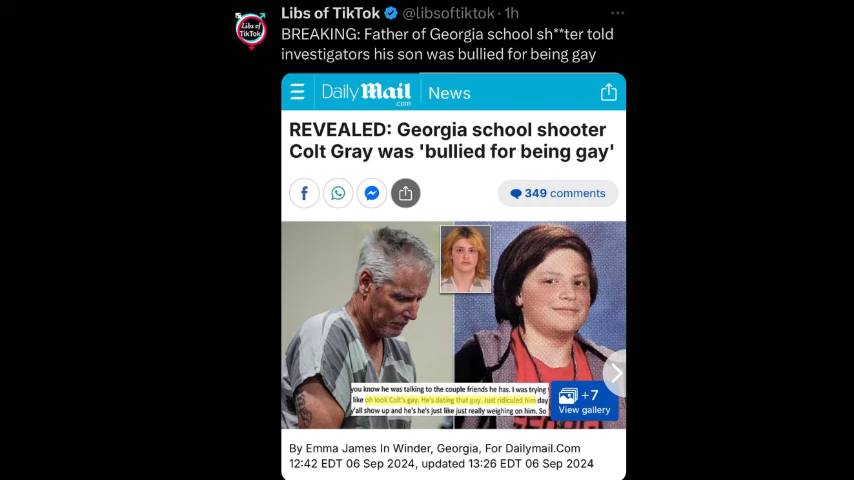 Libs of TikTok @libsoftiktok · 1h
BREAKING: Father of Georgia school sh**ter told
investigators his son was bullied for being gay
Libs of
TikTok
Daily Mail
.com
News
REVEALED: Georgia school shooter
Colt Gray was 'bullied for being gay'
349 comments
you know he was talking to the couple friends he has. I was trying
like oh look Colt's gay. He's dating that guy. Just ridiculed him day
y'all show up and he's he's just like just really weighing on him. So
+7
View gallery
By Emma James In Winder, Georgia, For Dailymail.Com
12:42 EDT 06 Sep 2024, updated 13:26 EDT 06 Sep 2024